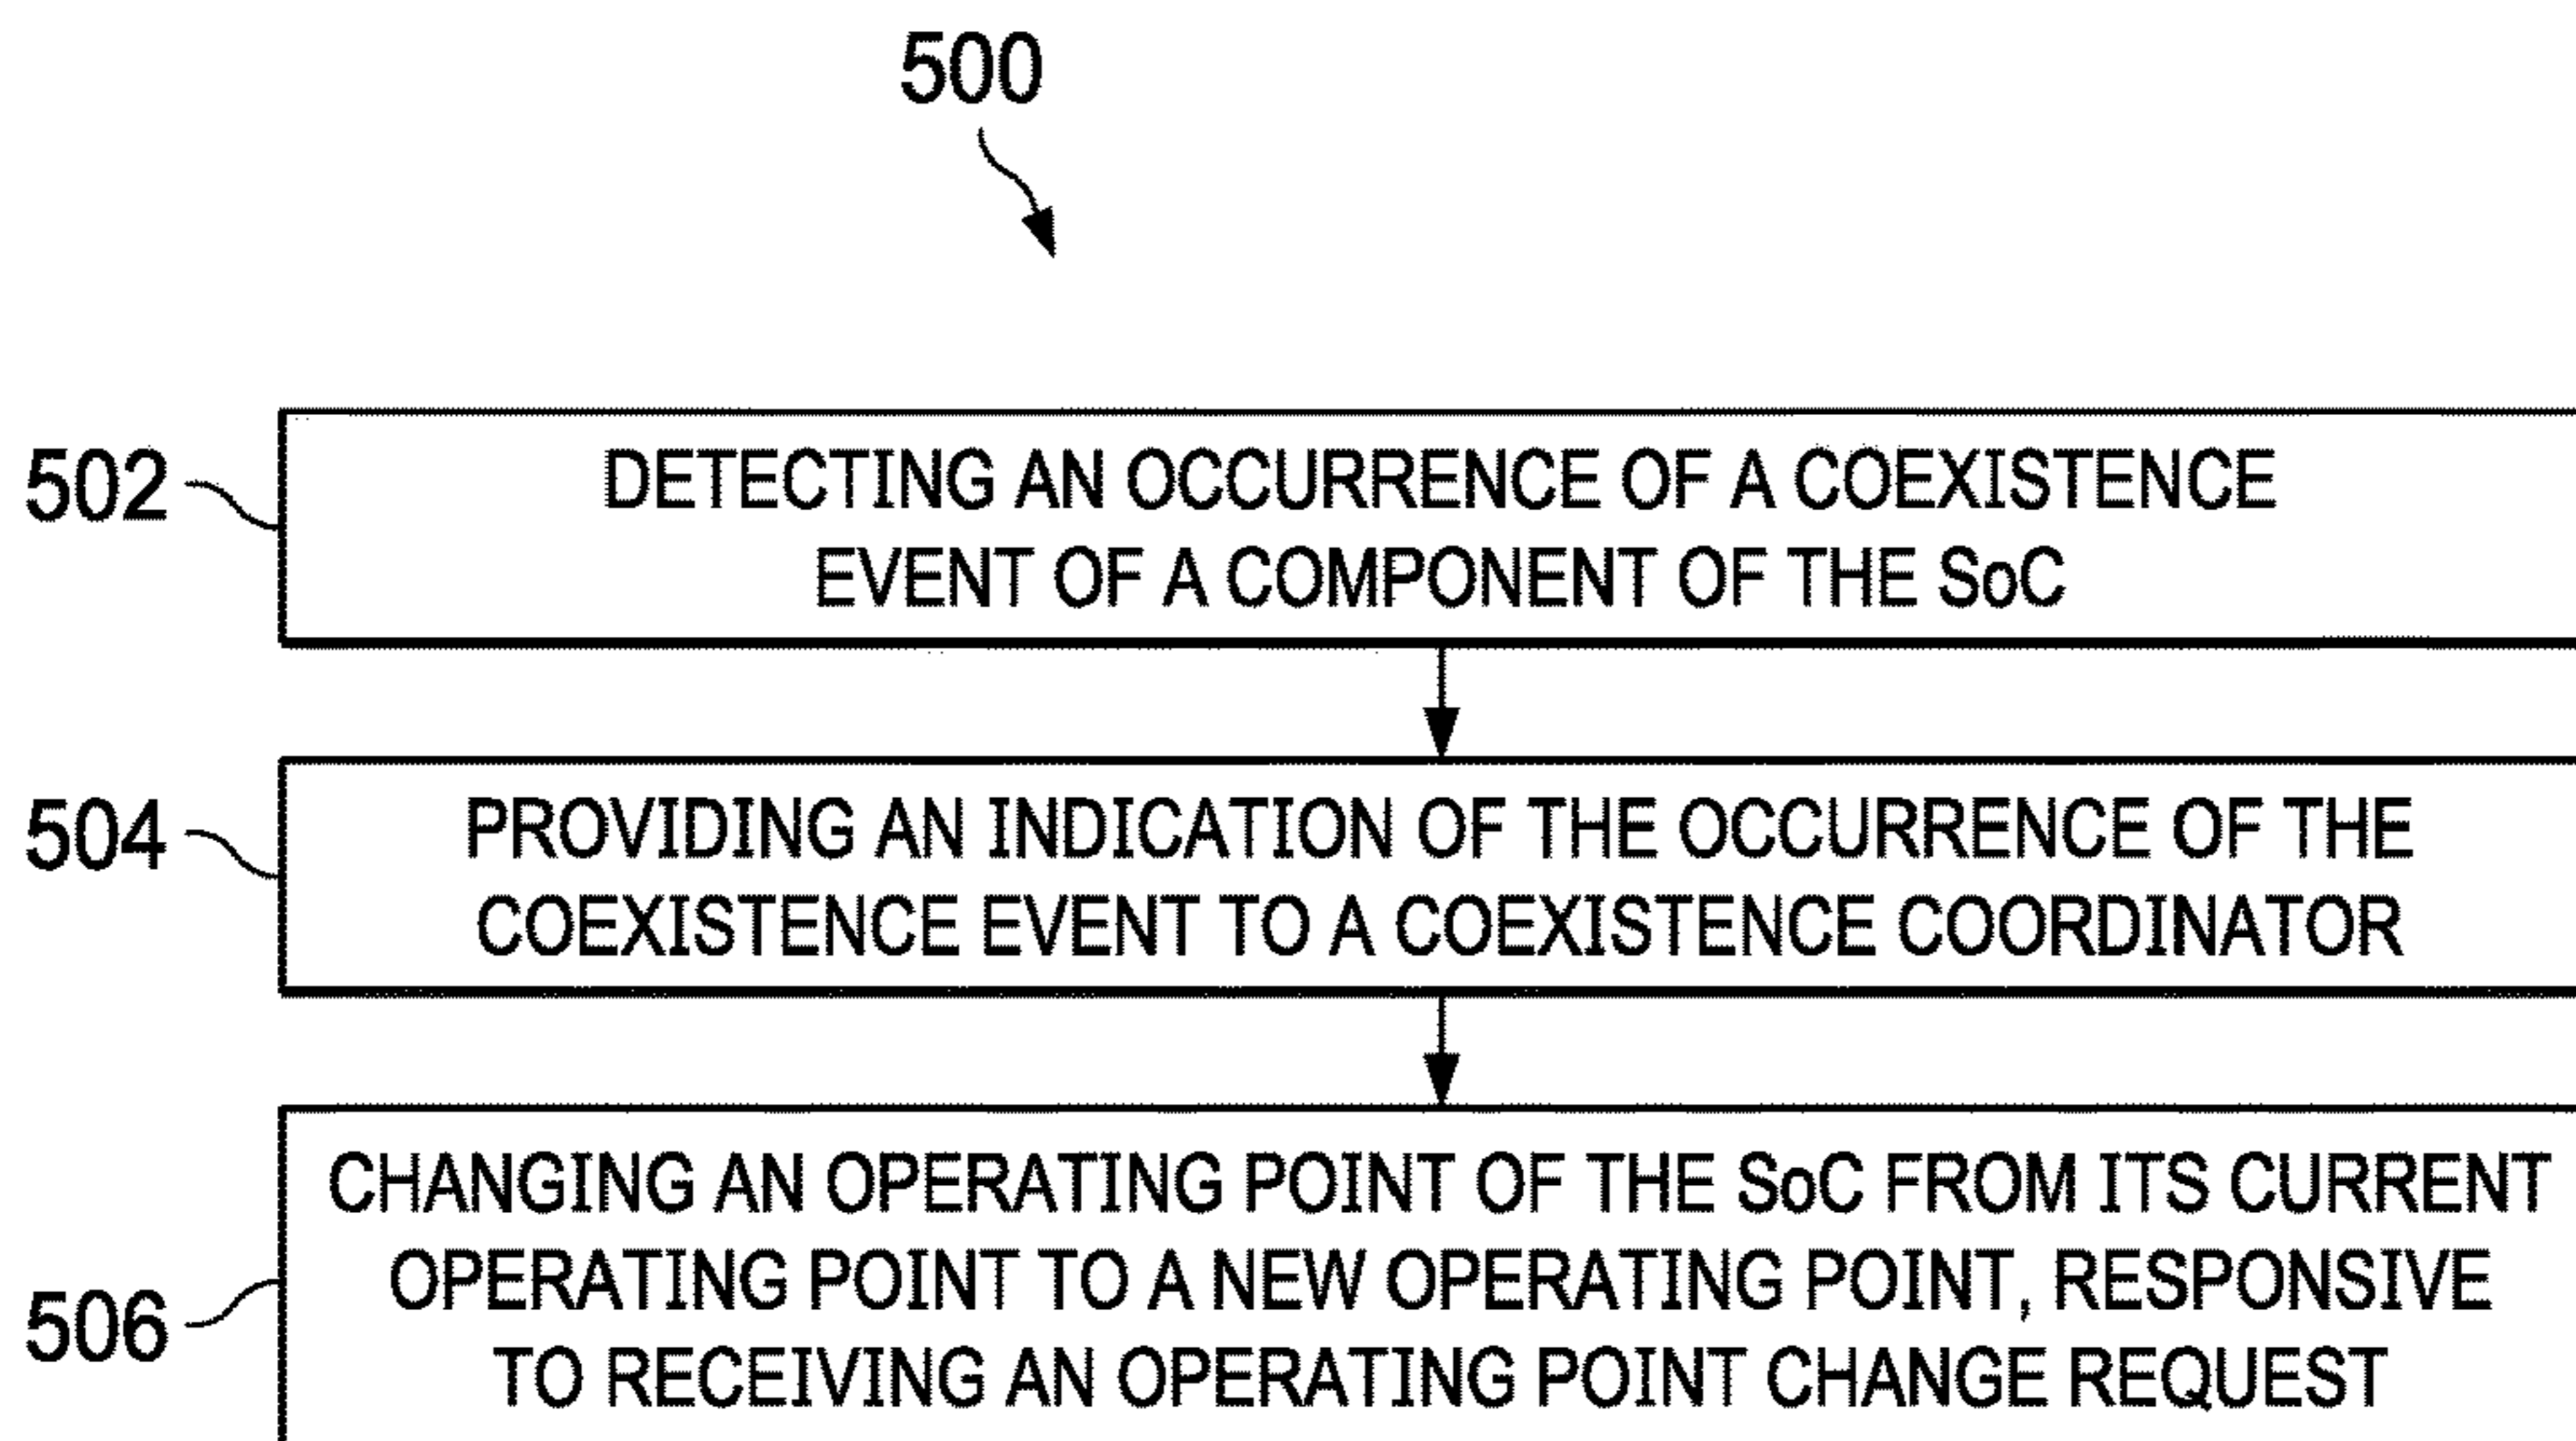 500
502
DETECTING AN OCCURRENCE OF A COEXISTENCE
EVENT OF A COMPONENT OF THE SoC
504
PROVIDING AN INDICATION OF THE OCCURRENCE OF THE
COEXISTENCE EVENT TO A COEXISTENCE COORDINATOR
506
CHANGING AN OPERATING POINT OF THE SoC FROM ITS CURRENT
OPERATING POINT TO A NEW OPERATING POINT, RESPONSIVE
TO RECEIVING AN OPERATING POINT CHANGE REQUEST